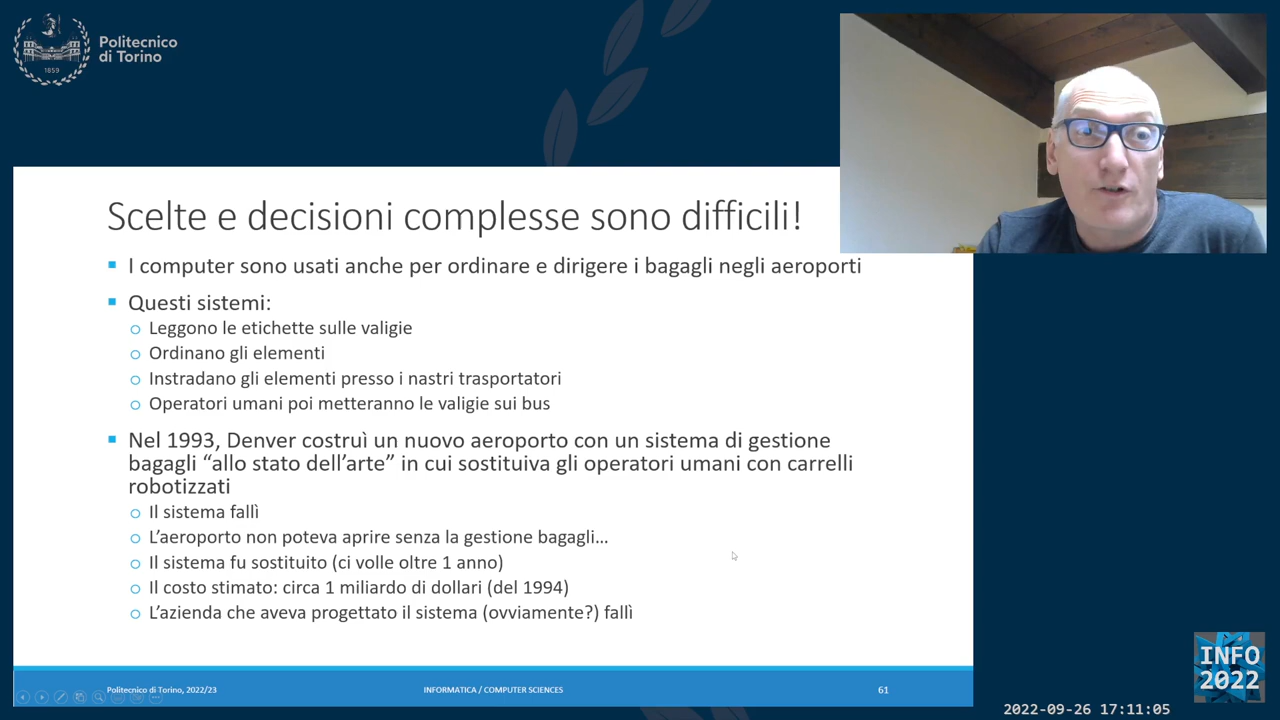 Politecnico
di Torino
1859
Scelte e decisioni complesse sono difficili!
I computer sono usati anche per ordinare e dirigere i bagagli negli aeroporti
Questi sistemi:
Leggono le etichette sulle valigie
Ordinano gli elementi
Instradano gli elementi presso i nastri trasportatori
Operatori umani poi metteranno le valigie sui bus
Nel 1993, Denver costruì un nuovo aeroporto con un sistema di gestione
bagagli “allo stato dell’arte” in cui sostituiva gli operatori umani con carrelli
robotizzati
Il sistema fallì
L’aeroporto non poteva aprire senza la gestione bagagli…
Il sistema fu sostituito (ci volle oltre 1 anno)
Il costo stimato: circa 1 miliardo di dollari (del 1994)
L’azienda che aveva progettato il sistema (ovviamente?) fallì
Politecnico di Torino, 2022/23
INFORMATICA / COMPUTER SCIENCES
61
INFO
2022
2022-09-26 17:11:05